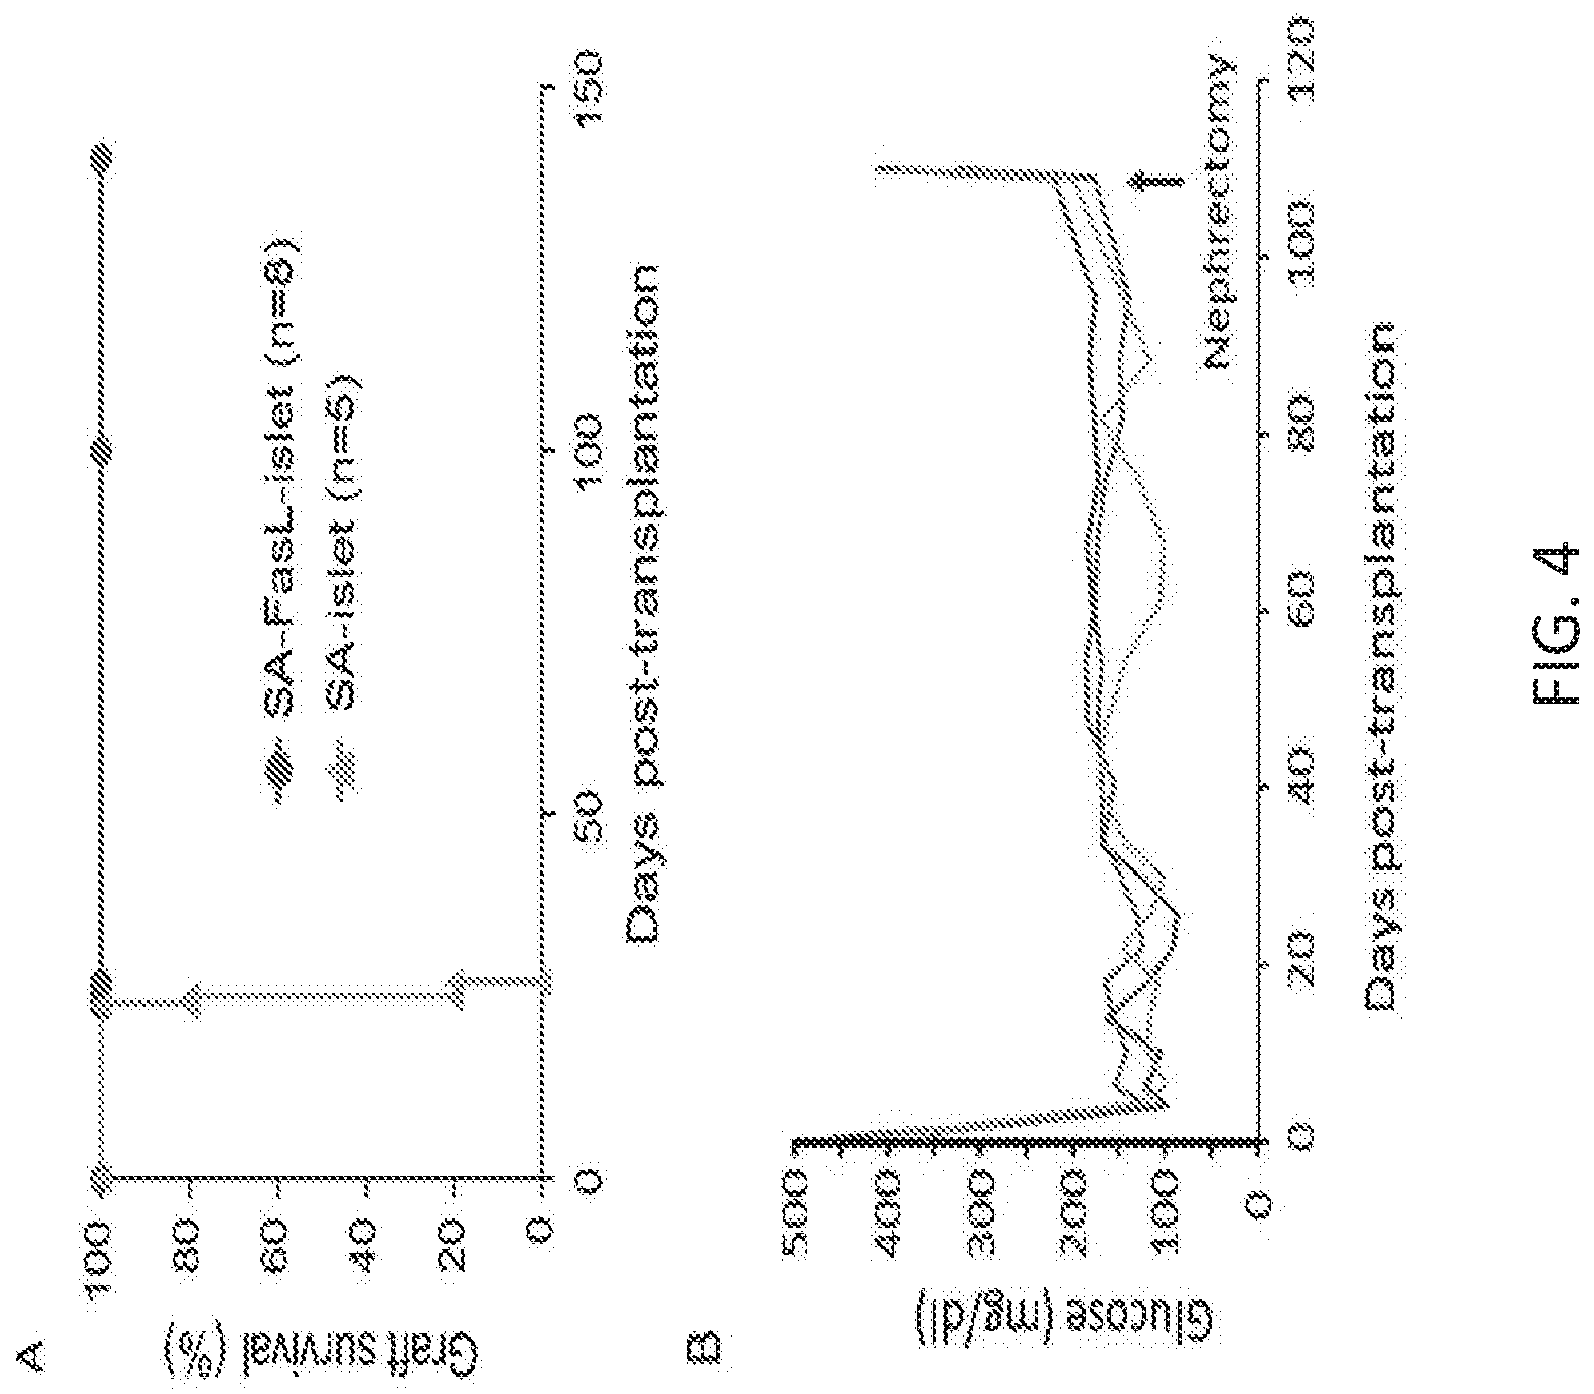 A
Graft survival (%)
100
80
60
40
20
0
0
50
100
150
SA-FasL-islet (n=8)
SA-islet (n=6)
Days post-transplantation
B
Glucose (mg/dl)
500
400
300
200
100
0
0
20
40
60
80
100
120
Nephrectomy
Days post-transplantation
FIG. 4